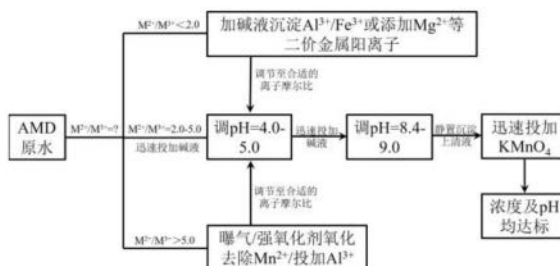 M²⁺/M³⁺<2.0
加碱液沉淀Al³⁺/Fe³⁺或添加Mg²⁺等
二价金属阳离子
调节至合适的
离子摩尔比
AMD
原水
M²⁺/M³⁺=?
M²⁺/M³⁺=2.0-5.0
迅速投加碱液
调pH=4.0-
5.0
迅速投加
碱液
调pH=8.4-
9.0
静置沉淀
上清液
迅速投加
KMnO₄
调节至合适的
离子摩尔比
浓度及pH
均达标
M²⁺/M³⁺>5.0
曝气/强氧化剂氧化
去除Mn²⁺/投加Al³⁺